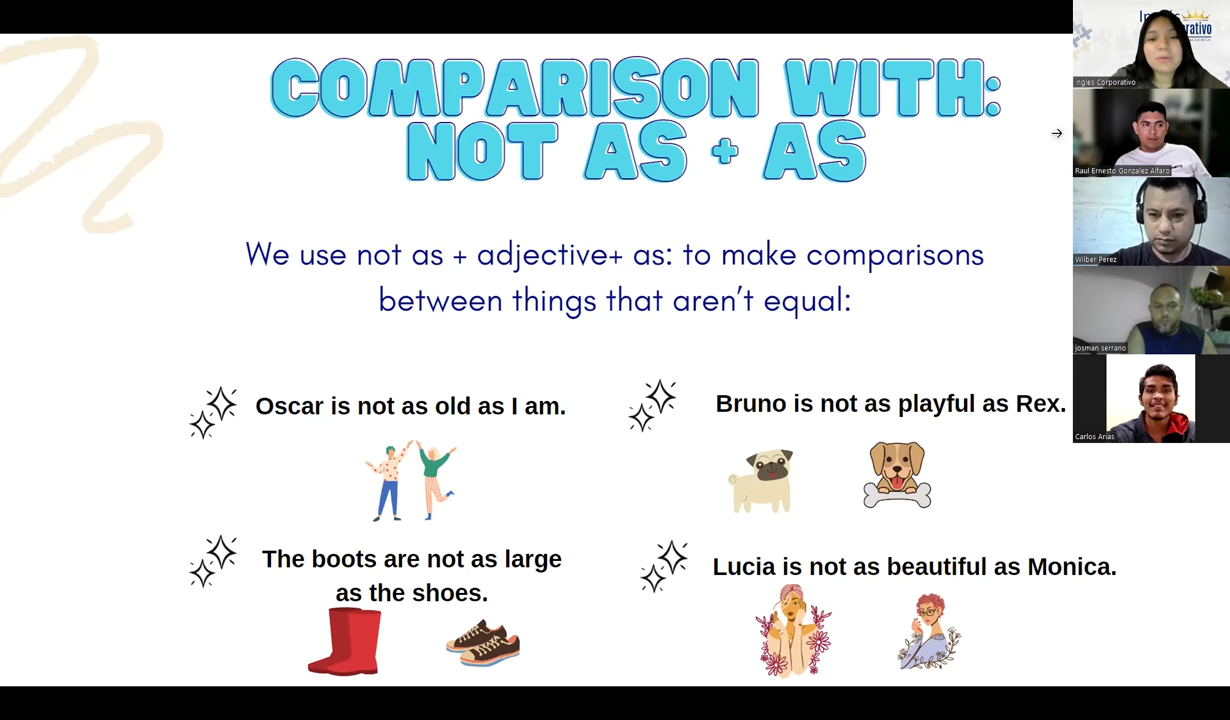 COMPARISON WITH:
NOT AS + AS
We use not as + adjective+ as: to make comparisons
between things that aren't equal:
Oscar is not as old as I am.
Bruno is not as playful as Rex.
The boots are not as large
as the shoes.
Lucia is not as beautiful as Monica.
Ingles Corporativo
Raul Ernesto Gonzalez Alfaro
Wilber Perez
josman serrano
Carlos Arias